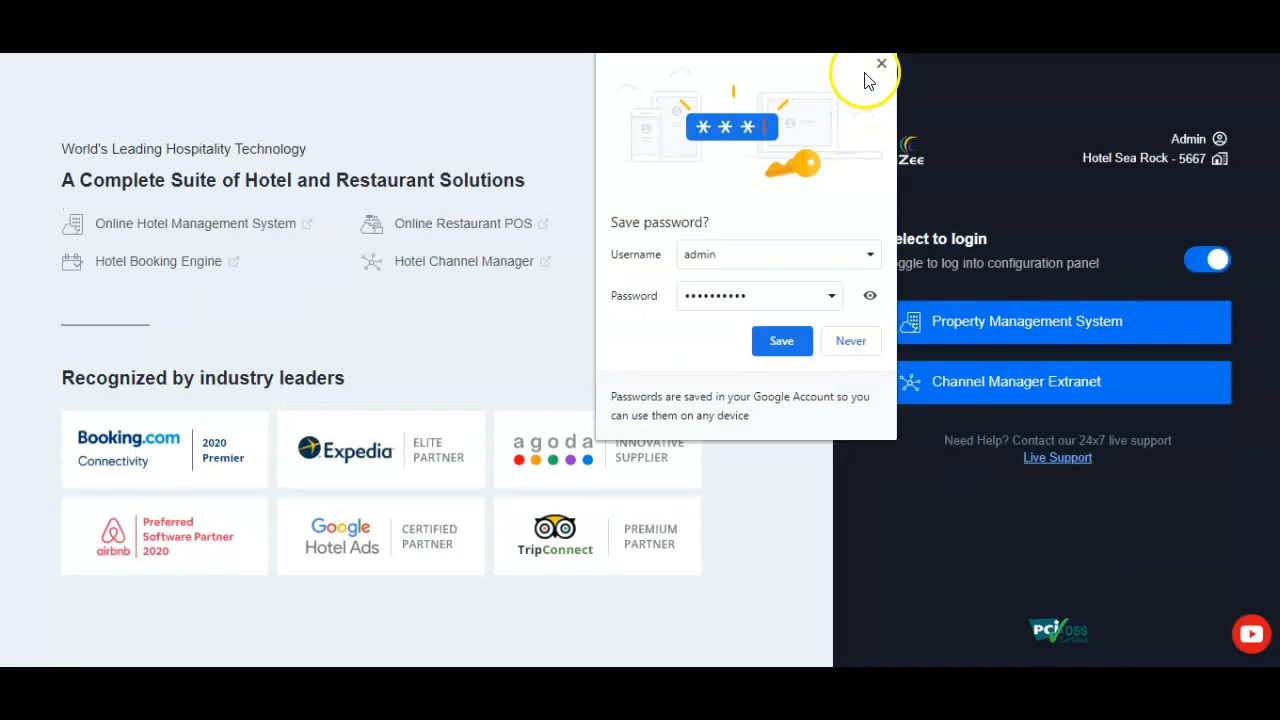 World's Leading Hospitality Technology
A Complete Suite of Hotel and Restaurant Solutions
Online Hotel Management System
Online Restaurant POS
Hotel Booking Engine
Hotel Channel Manager
Recognized by industry leaders
Booking.com
Connectivity
2020
Premier
Expedia
ELITE
PARTNER
agoda
INNOVATIVE
SUPPLIER
airbnb
Preferred
Software Partner
2020
Google
Hotel Ads
CERTIFIED
PARTNER
TripConnect
PREMIUM
PARTNER
***
Save password?
Username
admin
Password
••••••••••
Save
Never
Passwords are saved in your Google Account so you
can use them on any device
Zee
Admin
Hotel Sea Rock - 5667
elect to login
ggle to log into configuration panel
Property Management System
Channel Manager Extranet
Need Help? Contact our 24x7 live support
Live Support
PCI DSS
Certified